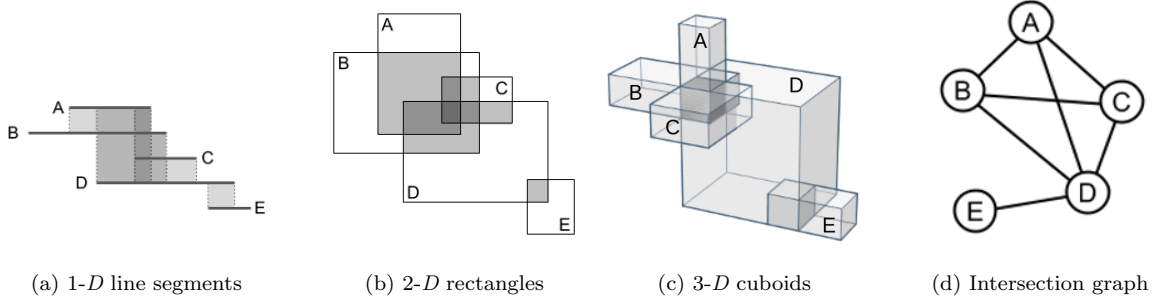 A
B
C
D
E
A
B
C
D
E
A
B
D
C
E
A
B
C
D
E
(a) 1-D line segments
(b) 2-D rectangles
(c) 3-D cuboids
(d) Intersection graph